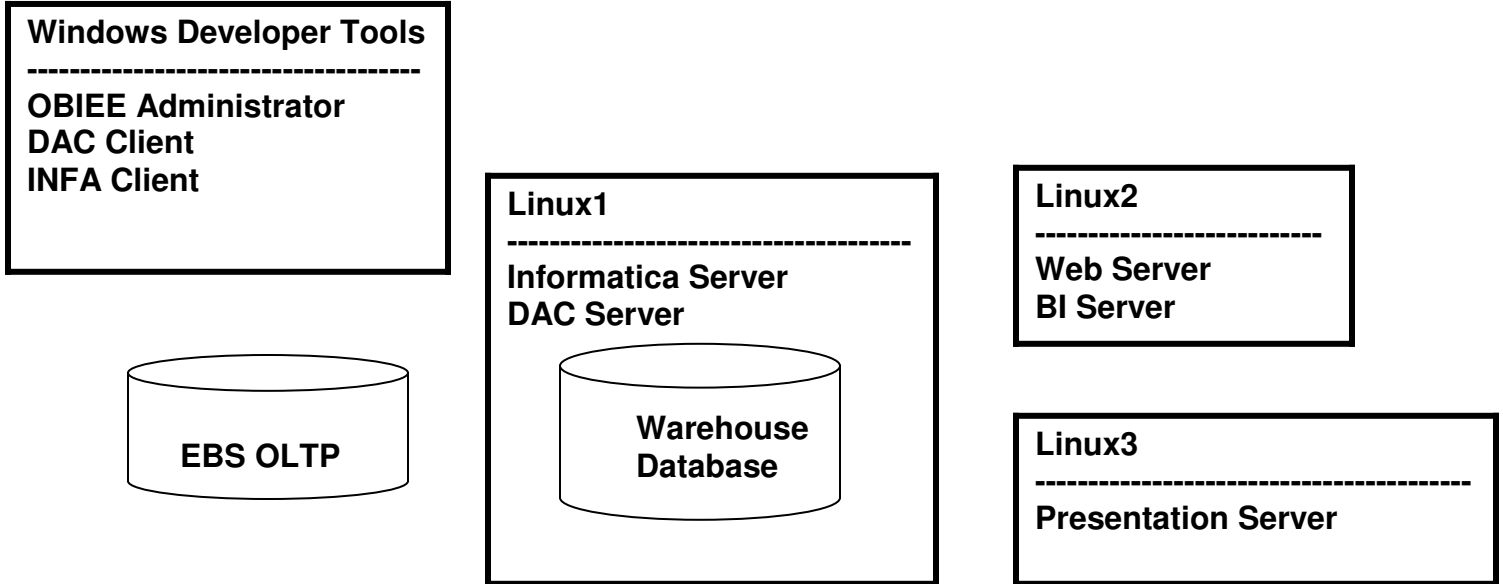 Windows Developer Tools
-------------------------------------
OBIEE Administrator
DAC Client
INFA Client
EBS OLTP
Linux1
--------------------------------------
Informatica Server
DAC Server
Warehouse
Database
Linux2
---------------------------
Web Server
BI Server
Linux3
-----------------------------------------
Presentation Server